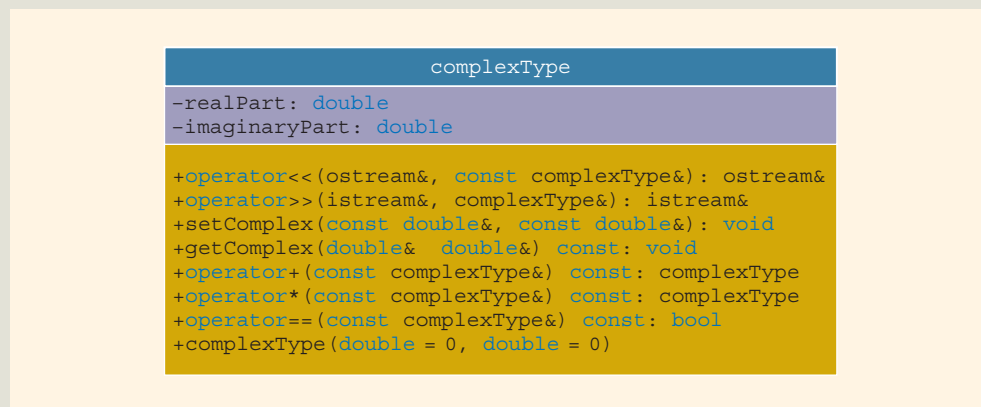 complexType
-realPart: double
-imaginaryPart: double
+operator<<(ostream&, const complexType&): ostream&
+operator>>(istream&, complexType&): istream&
+setComplex(const double&, const double&): void
+getComplex(double&  double&) const: void
+operator+(const complexType&) const: complexType
+operator*(const complexType&) const: complexType
+operator==(const complexType&) const: bool
+complexType(double = 0, double = 0)